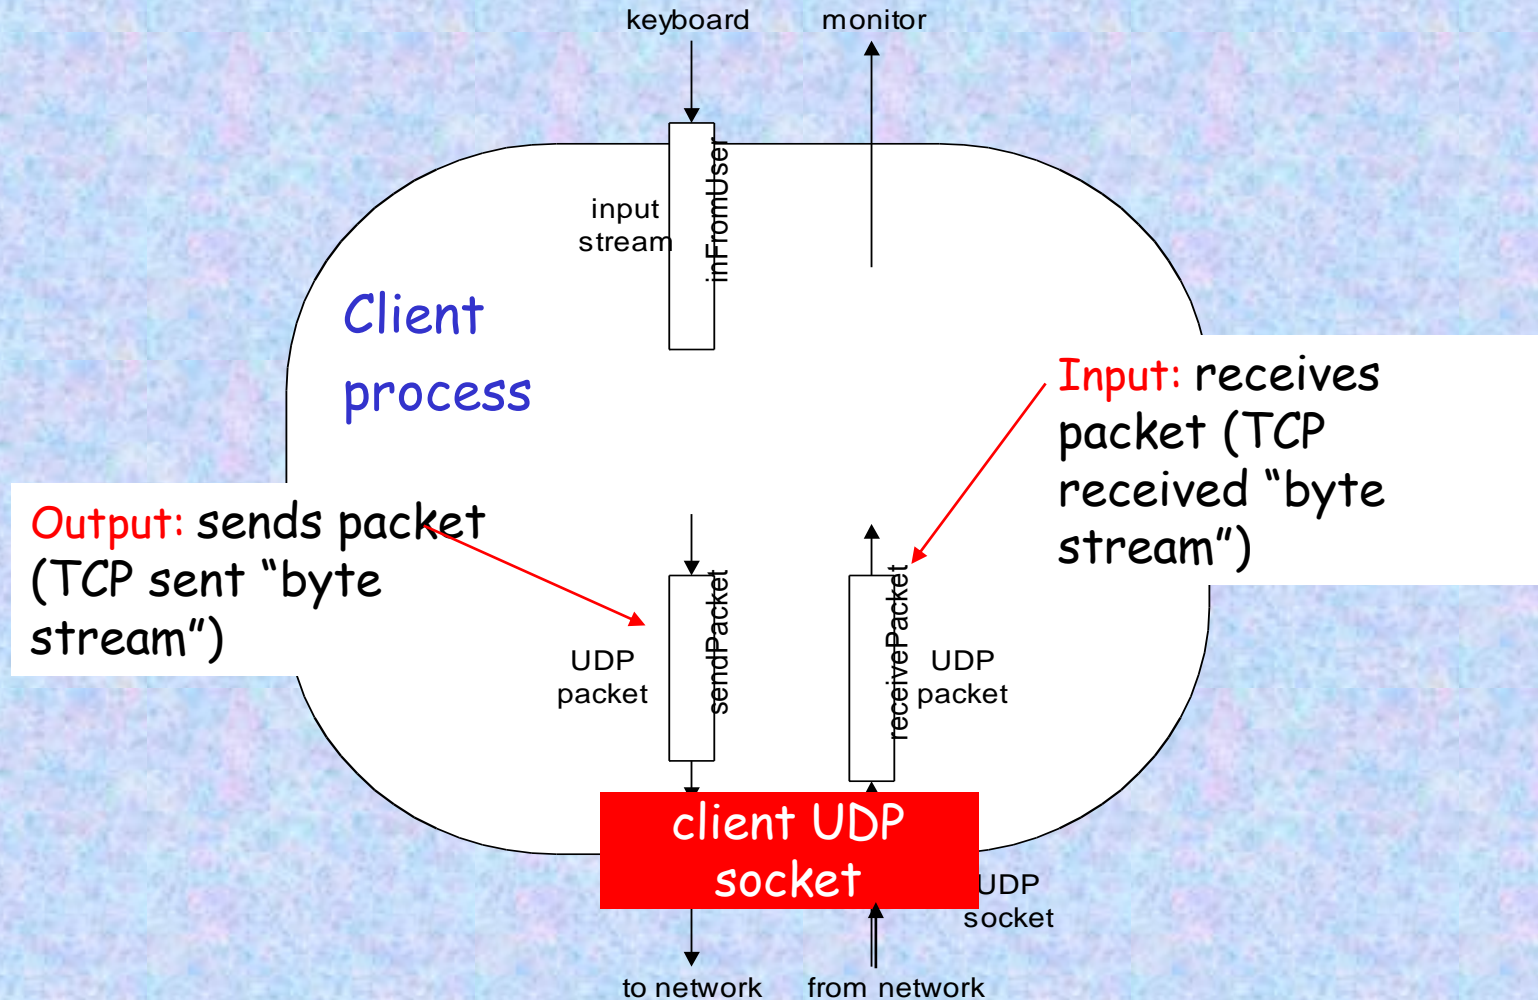 keyboard
monitor
input
stream
inFromUser
Client
process
Input: receives
packet (TCP
received “byte
stream”)
Output: sends packet
(TCP sent “byte
stream”)
UDP
packet
sendPacket
receivePacket
UDP
packet
client UDP
socket
UDP
socket
to network
from network